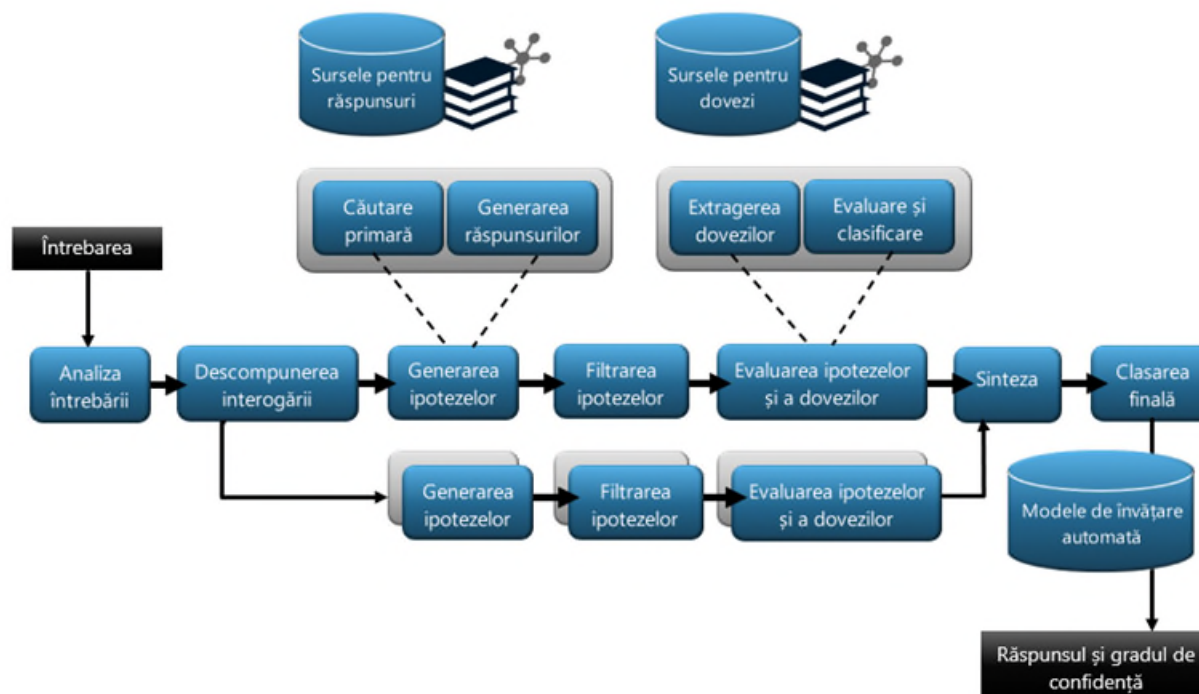 Sursele pentru
răspunsuri
Sursele pentru
dovezi
Căutare
primară
Generarea
răspunsurilor
Extragerea
dovezilor
Evaluare și
clasificare
Întrebarea
Analiza
întrebării
Descompunerea
interogării
Generarea
ipotezelor
Filtrarea
ipotezelor
Evaluarea ipotezelor
și a dovezilor
Sinteza
Clasarea
finală
Generarea
ipotezelor
Filtrarea
ipotezelor
Evaluarea ipotezelor
și a dovezilor
Modele de învățare
automată
Răspunsul și gradul de
confidență